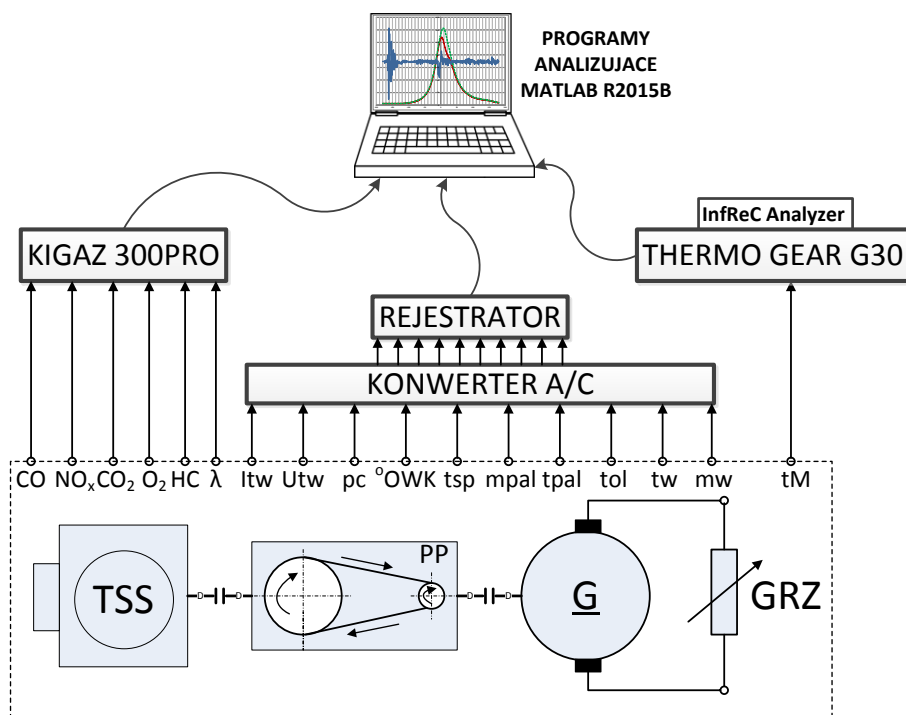 PROGRAMY
ANALIZUJACE
MATLAB R2015B
InfReC Analyzer
KIGAZ 300PRO
THERMO GEAR G30
REJESTRATOR
KONWERTER A/C
CO NOx CO2 O2 HC λ Itw Utw pc °OWK tsp mpal tpal tol tw mw tM
PP
TSS
D D D D
G
GRZ